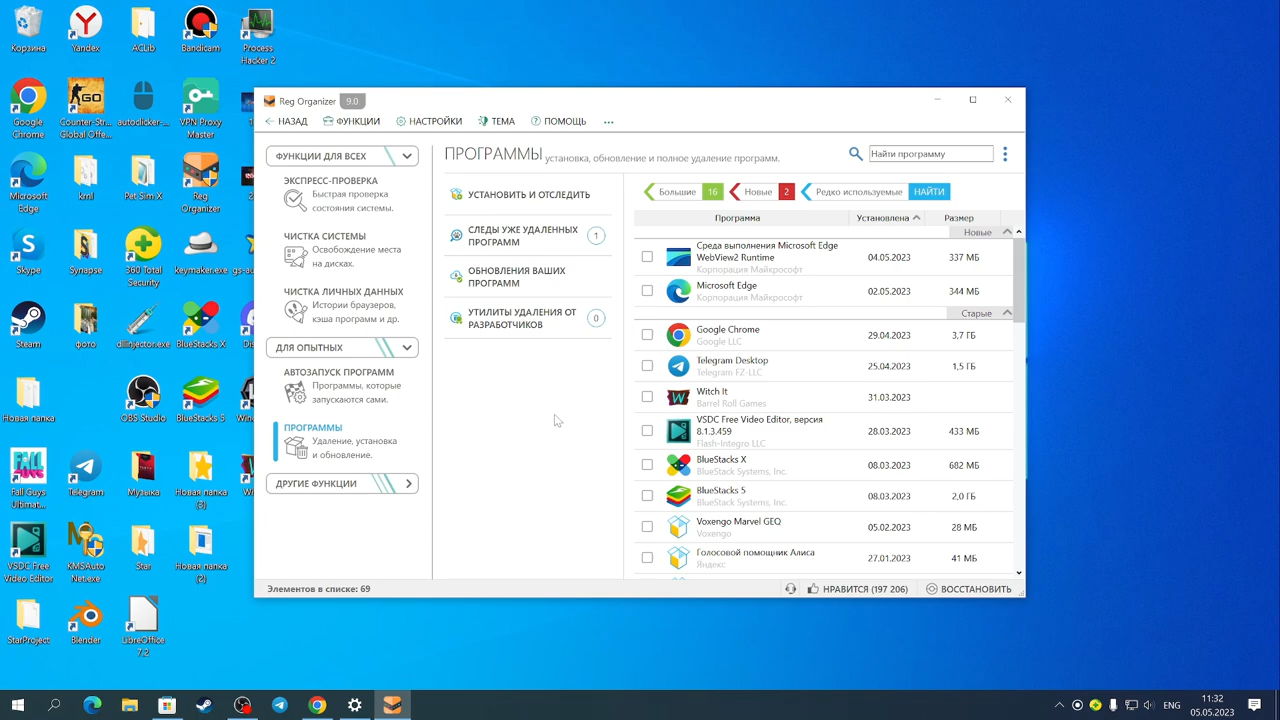 Корзина
Yandex
ACLib
Bandicam
Process
Hacker 2
Google
Chrome
Counter-Str...
Global Offe...
autoclicker-...
VPN Proxy
Master
Microsoft
Edge
kml
Pet Sim X
Reg
Organizer
Skype
Synapse
360 Total
Security
keymaker.exe
gs-au
Steam
фото
dllinjector.exe
BlueStacks X
Новая папка
OBS Studio
BlueStacks 5
Fall Guys
Ultimat...
Telegram
Музыка
Новая папка
(3)
VSDC Free
Video Editor
KMSAuto
Net.exe
Star
Новая папка
(2)
StarProject
Blender
LibreOffice
7.2
Reg Organizer 9.0
НАЗАД ФУНКЦИИ НАСТРОЙКИ ТЕМА ПОМОЩЬ ...
ФУНКЦИИ ДЛЯ ВСЕХ
ЭКСПРЕСС-ПРОВЕРКА
Быстрая проверка
состояния системы.
ЧИСТКА СИСТЕМЫ
Освобождение места
на дисках.
ЧИСТКА ЛИЧНЫХ ДАННЫХ
Истории браузеров,
кэша программ и др.
ДЛЯ ОПЫТНЫХ
АВТОЗАПУСК ПРОГРАММ
Программы, которые
запускаются сами.
ПРОГРАММЫ
Удаление, установка
и обновление.
ДРУГИЕ ФУНКЦИИ
ПРОГРАММЫ установка, обновление и полное удаление программ.
Найти программу
УСТАНОВИТЬ И ОТСЛЕДИТЬ
СЛЕДЫ УЖЕ УДАЛЕННЫХ
ПРОГРАММ 1
ОБНОВЛЕНИЯ ВАШИХ
ПРОГРАММ
УТИЛИТЫ УДАЛЕНИЯ ОТ
РАЗРАБОТЧИКОВ 0
Большие 16 Новые 2 Редко используемые НАЙТИ
Программа Установлена Размер
Новые
Среда выполнения Microsoft Edge
WebView2 Runtime 04.05.2023 337 МБ
Корпорация Майкрософт
Microsoft Edge 02.05.2023 344 МБ
Корпорация Майкрософт
Старые
Google Chrome 29.04.2023 3,7 ГБ
Google LLC
Telegram Desktop 25.04.2023 1,5 ГБ
Telegram FZ-LLC
Witch It 31.03.2023
Barrel Roll Games
VSDC Free Video Editor, версия
8.1.3.459 28.03.2023 433 МБ
Flash-Integro LLC
BlueStacks X 08.03.2023 682 МБ
BlueStack Systems, Inc.
BlueStacks 5 08.03.2023 2,0 ГБ
BlueStack Systems, Inc.
Voxengo Marvel GEQ 05.02.2023 28 МБ
Voxengo
Голосовой помощник Алиса 27.01.2023 41 МБ
Яндекс
Элементов в списке: 69
НРАВИТСЯ (197 206) ВОССТАНОВИТЬ
ENG
11:32
05.05.2023